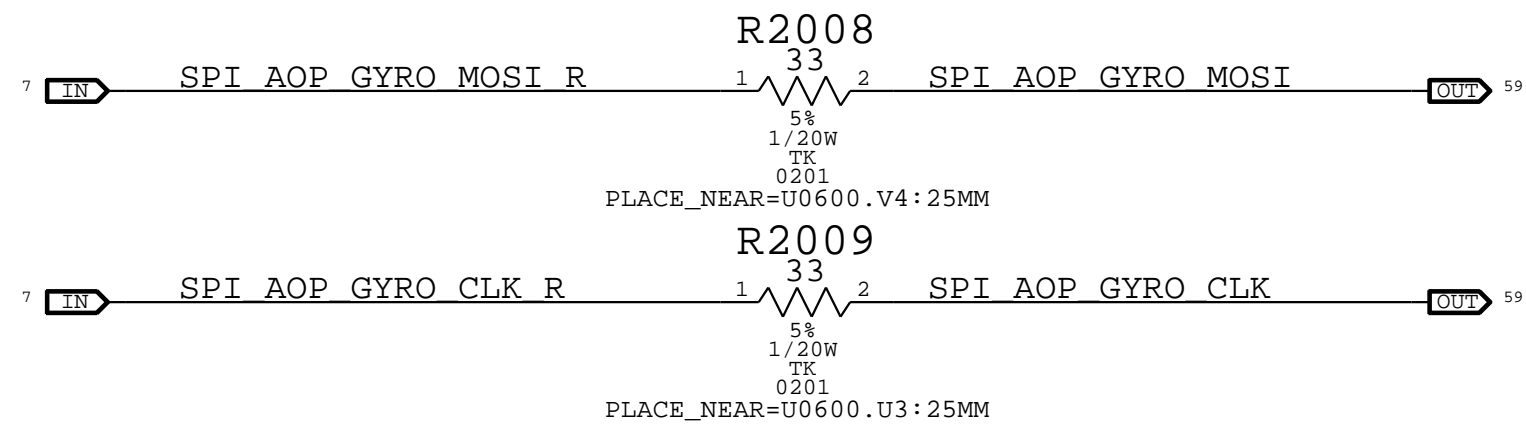 R2008
33
7 IN SPI_AOP_GYRO_MOSI_R 1 2 SPI_AOP_GYRO_MOSI OUT 59
5%
1/20W
TK
0201
PLACE_NEAR=U0600.V4:25MM
R2009
33
7 IN SPI_AOP_GYRO_CLK_R 1 2 SPI_AOP_GYRO_CLK OUT 59
5%
1/20W
TK
0201
PLACE_NEAR=U0600.U3:25MM